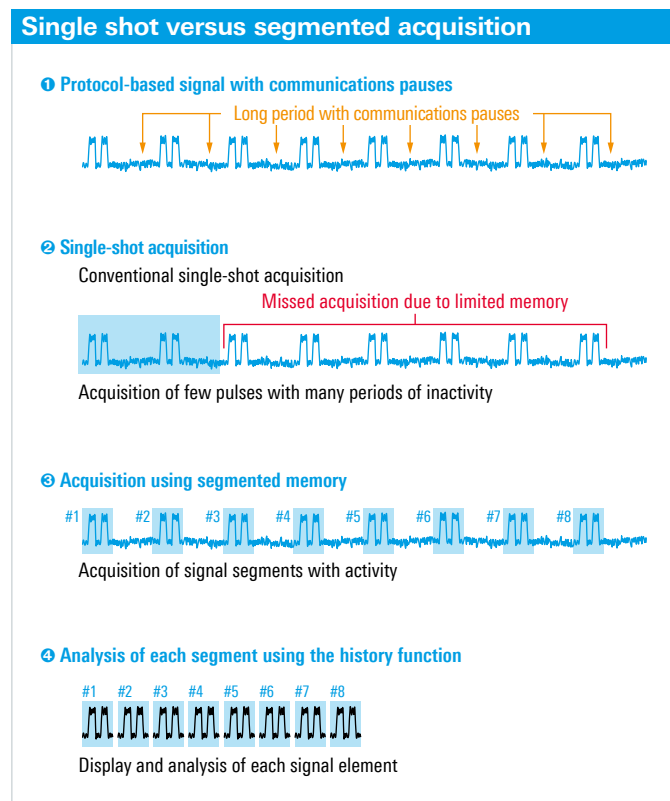 Single shot versus segmented acquisition
❶ Protocol-based signal with communications pauses
Long period with communications pauses
❷ Single-shot acquisition
Conventional single-shot acquisition
Missed acquisition due to limited memory
Acquisition of few pulses with many periods of inactivity
❸ Acquisition using segmented memory
#1 #2 #3 #4 #5 #6 #7 #8
Acquisition of signal segments with activity
❹ Analysis of each segment using the history function
#1 #2 #3 #4 #5 #6 #7 #8
Display and analysis of each signal element